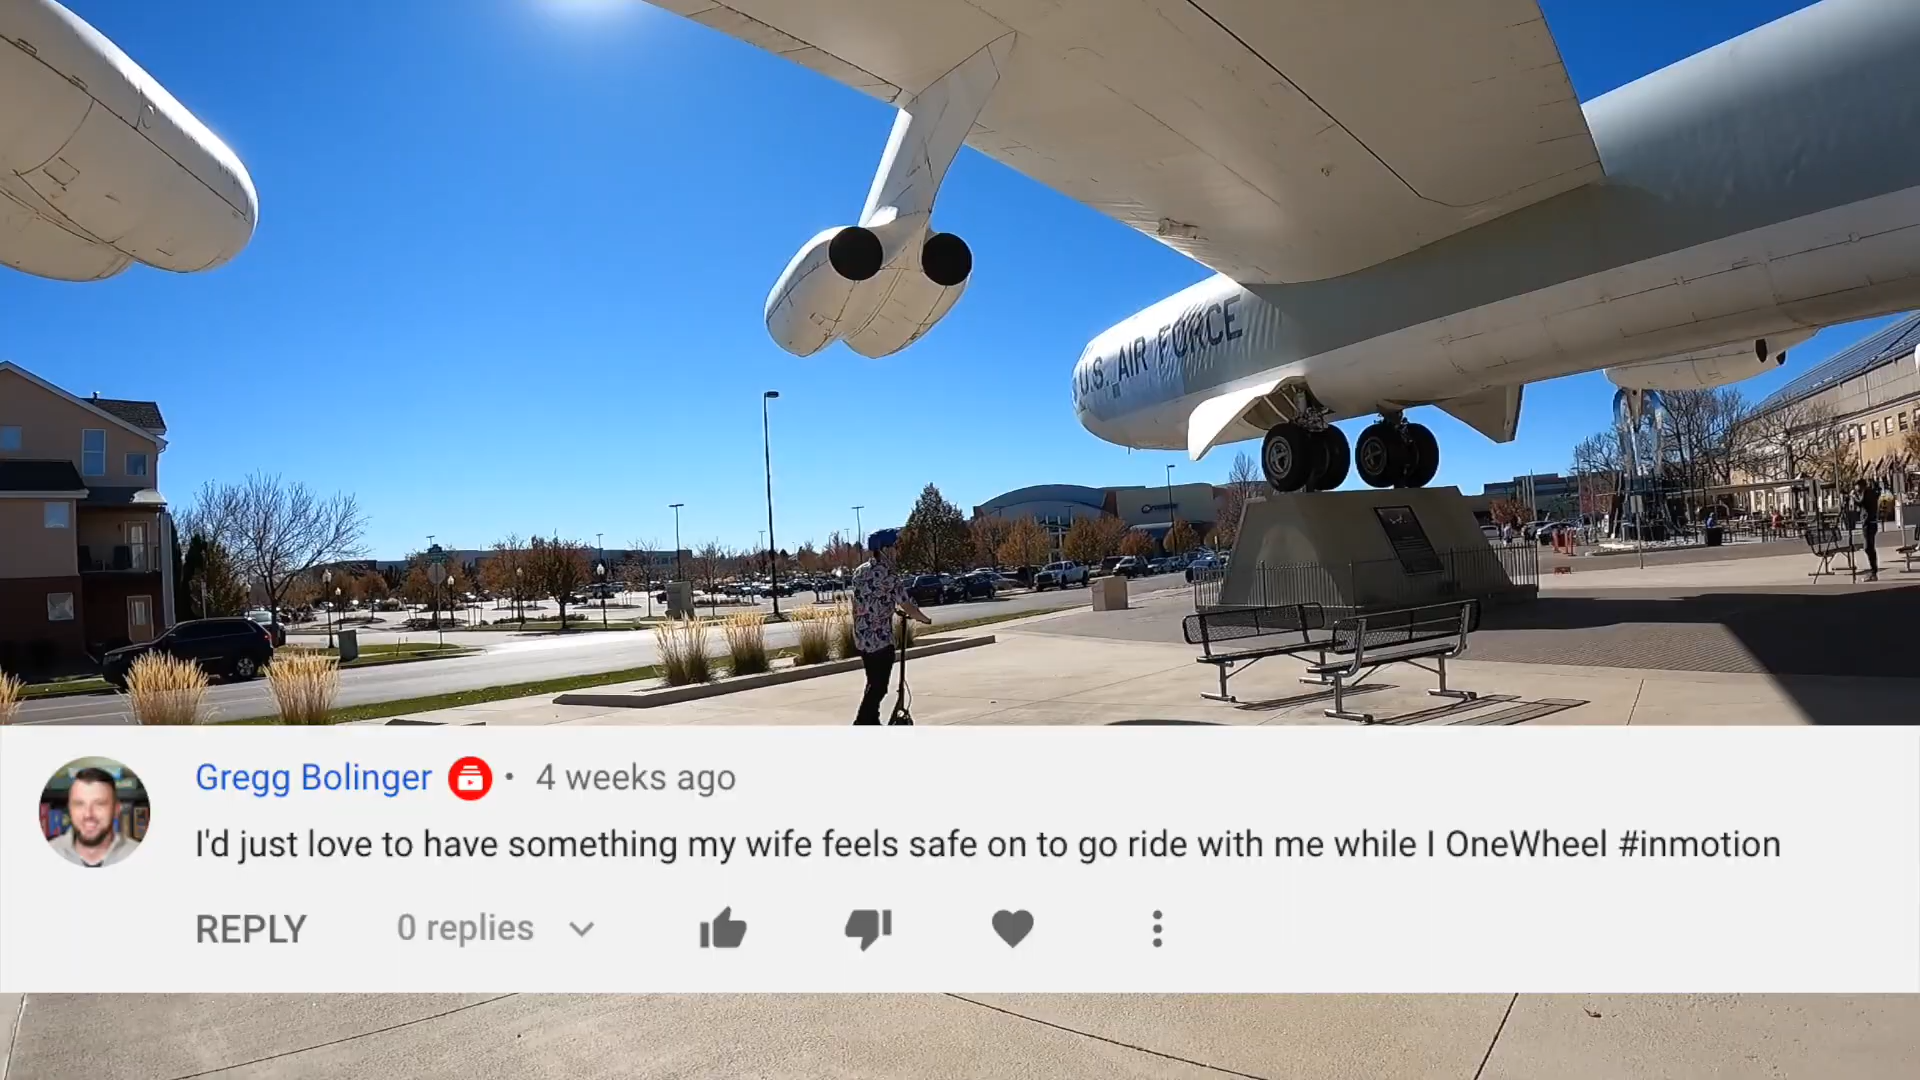 U.S. AIR FORCE
Gregg Bolinger • 4 weeks ago
I'd just love to have something my wife feels safe on to go ride with me while I OneWheel #inmotion
REPLY 0 replies